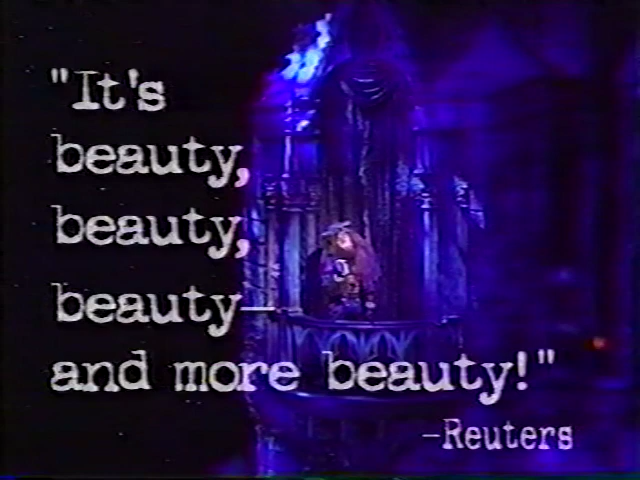 "It's
beauty,
beauty,
beauty—
and more beauty!"
–Reuters